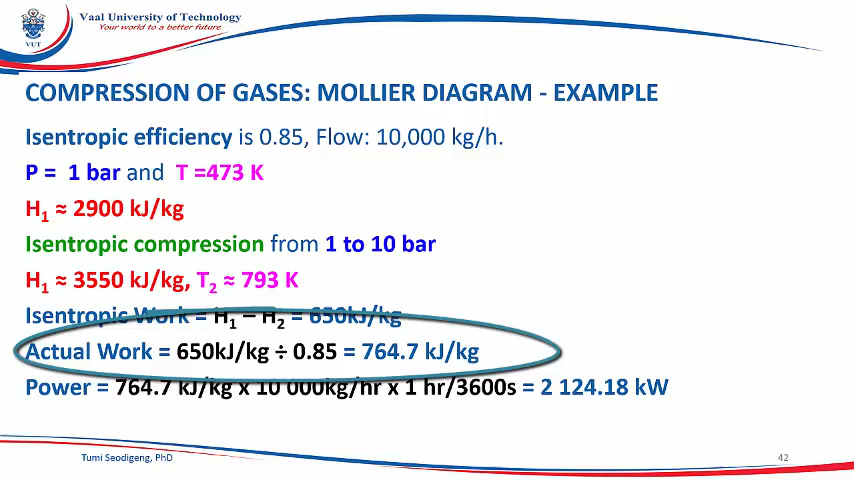 Vaal University of Technology
Your world to a better future
VUT
COMPRESSION OF GASES: MOLLIER DIAGRAM - EXAMPLE
Isentropic efficiency is 0.85, Flow: 10,000 kg/h.
P = 1 bar and T =473 K
H₁ ≈ 2900 kJ/kg
Isentropic compression from 1 to 10 bar
H₁ ≈ 3550 kJ/kg, T₂ ≈ 793 K
Isentropic Work = H₁ – H₂ = 650kJ/kg
Actual Work = 650kJ/kg ÷ 0.85 = 764.7 kJ/kg
Power = 764.7 kJ/kg x 10 000kg/hr x 1 hr/3600s = 2 124.18 kW
Tumi Seodigeng, PhD
42